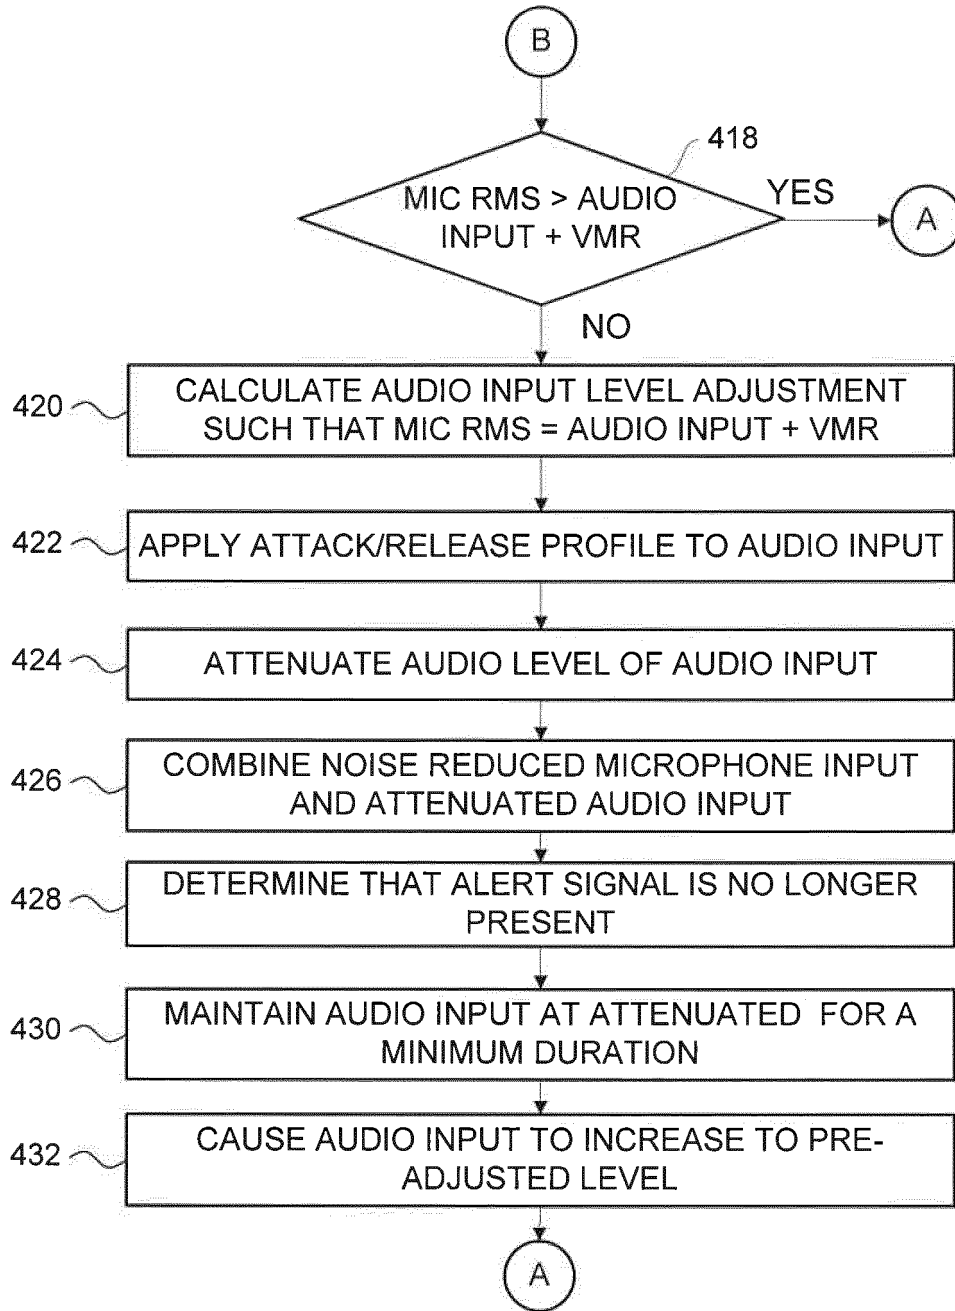 B
418
MIC RMS > AUDIO
INPUT + VMR
YES
A
NO
420
CALCULATE AUDIO INPUT LEVEL ADJUSTMENT
SUCH THAT MIC RMS = AUDIO INPUT + VMR
422
APPLY ATTACK/RELEASE PROFILE TO AUDIO INPUT
424
ATTENUATE AUDIO LEVEL OF AUDIO INPUT
426
COMBINE NOISE REDUCED MICROPHONE INPUT
AND ATTENUATED AUDIO INPUT
428
DETERMINE THAT ALERT SIGNAL IS NO LONGER
PRESENT
430
MAINTAIN AUDIO INPUT AT ATTENUATED FOR A
MINIMUM DURATION
432
CAUSE AUDIO INPUT TO INCREASE TO PRE-
ADJUSTED LEVEL
A